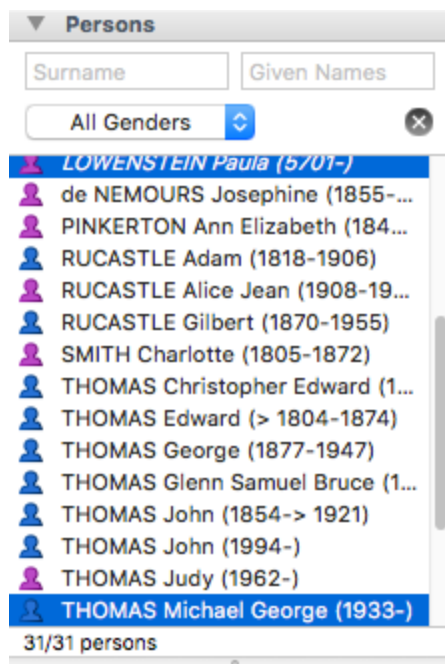 Persons
Surname Given Names
All Genders
LOWENSTEIN Paula (5701-)
de NEMOURS Josephine (1855-...
PINKERTON Ann Elizabeth (184...
RUCASTLE Adam (1818-1906)
RUCASTLE Alice Jean (1908-19...
RUCASTLE Gilbert (1870-1955)
SMITH Charlotte (1805-1872)
THOMAS Christopher Edward (1...
THOMAS Edward (> 1804-1874)
THOMAS George (1877-1947)
THOMAS Glenn Samuel Bruce (1...
THOMAS John (1854-> 1921)
THOMAS John (1994-)
THOMAS Judy (1962-)
THOMAS Michael George (1933-)
31/31 persons